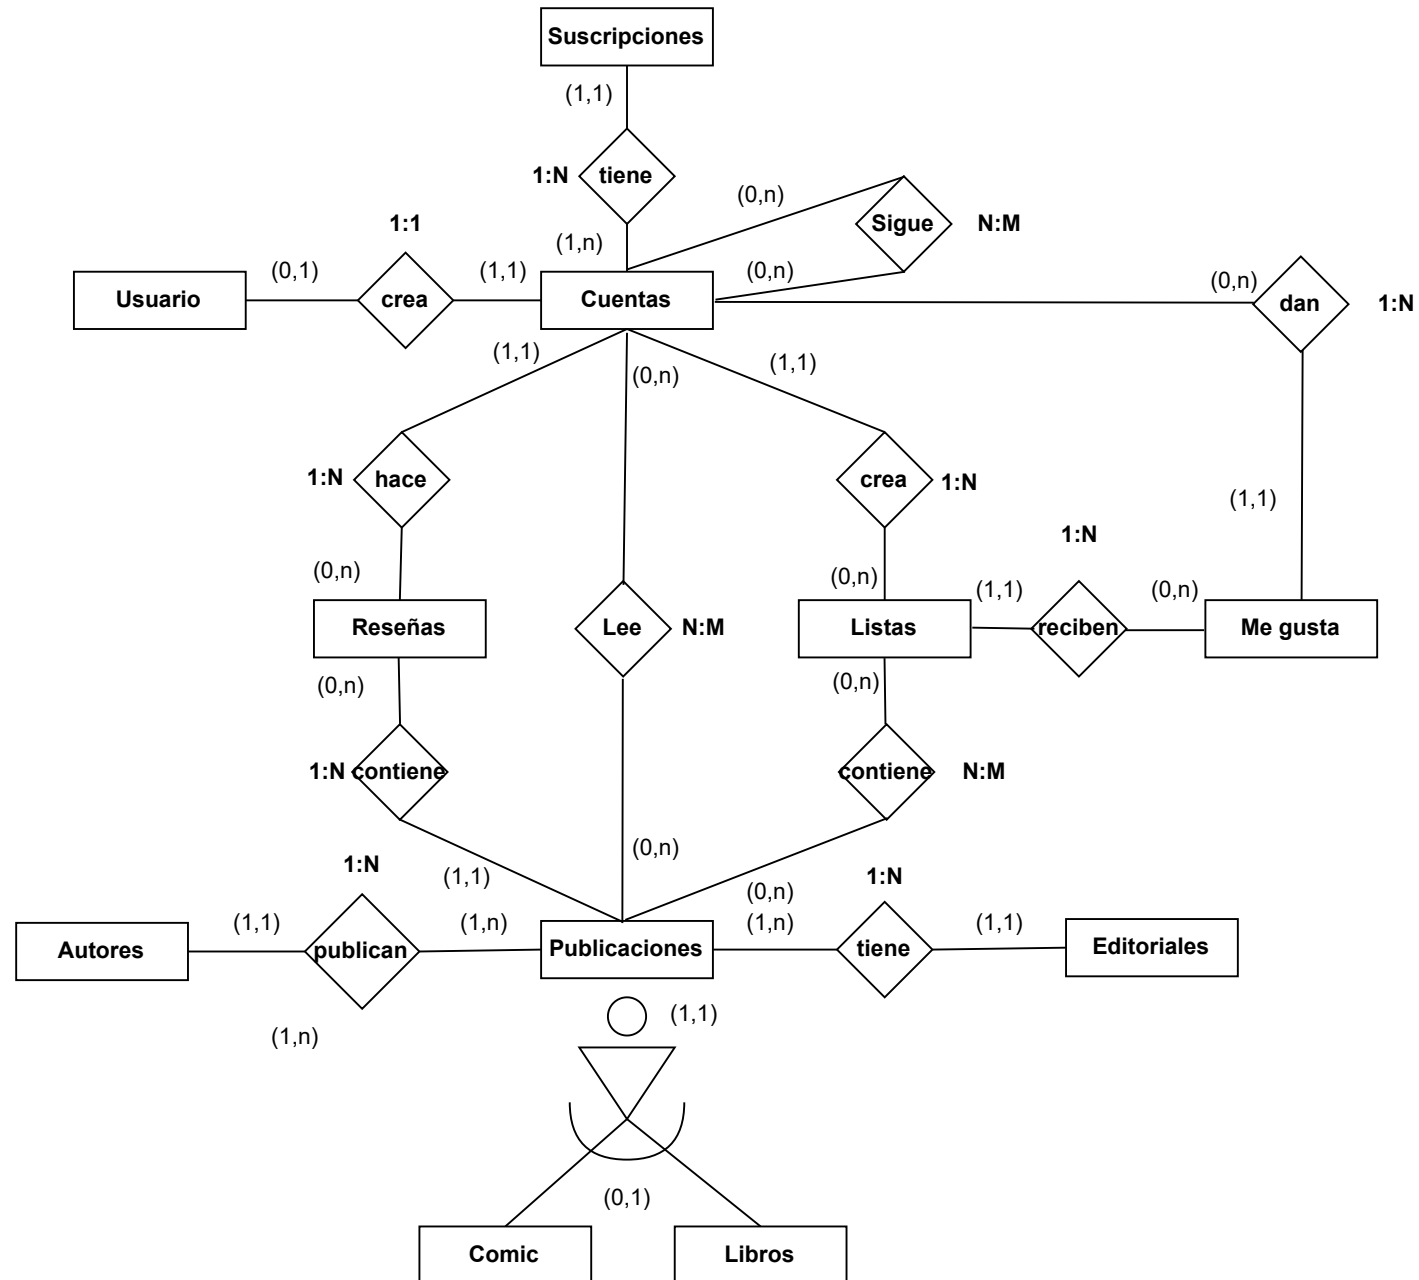 Suscripciones
(1,1)
1:N
tiene
(0,n)
Sigue
N:M
1:1
(1,n)
(0,1)
(1,1)
(0,n)
(0,n)
Usuario
crea
Cuentas
dan
1:N
(1,1)
(0,n)
(1,1)
1:N
hace
crea
1:N
(1,1)
1:N
(0,n)
(0,n)
(1,1)
(0,n)
Reseñas
Lee
N:M
Listas
reciben
Me gusta
(0,n)
(0,n)
1:N
contiene
contiene
N:M
(0,n)
1:N
(1,1)
(0,n)
1:N
(1,1)
(1,n)
(1,n)
(1,1)
Autores
publican
Publicaciones
tiene
Editoriales
(1,n)
(1,1)
(0,1)
Comic
Libros